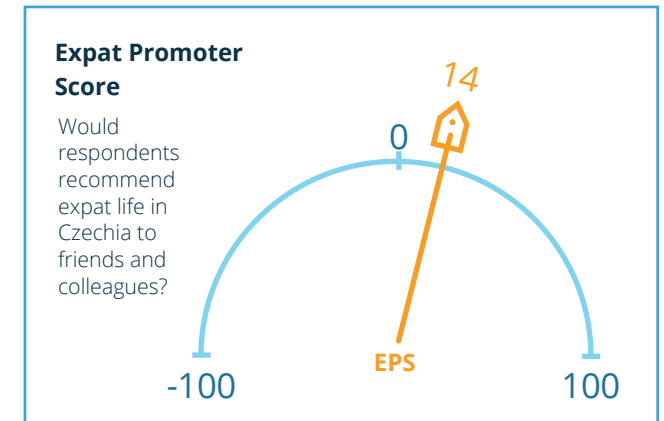 Expat Promoter
Score
Would
respondents
recommend
expat life in
Czechia to
friends and
colleagues?
14
0
EPS
-100
100